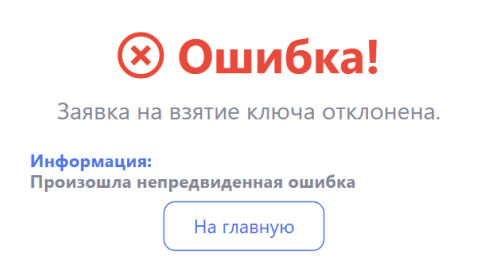 Ошибка!
Заявка на взятие ключа отклонена.
Информация:
Произошла непредвиденная ошибка
На главную